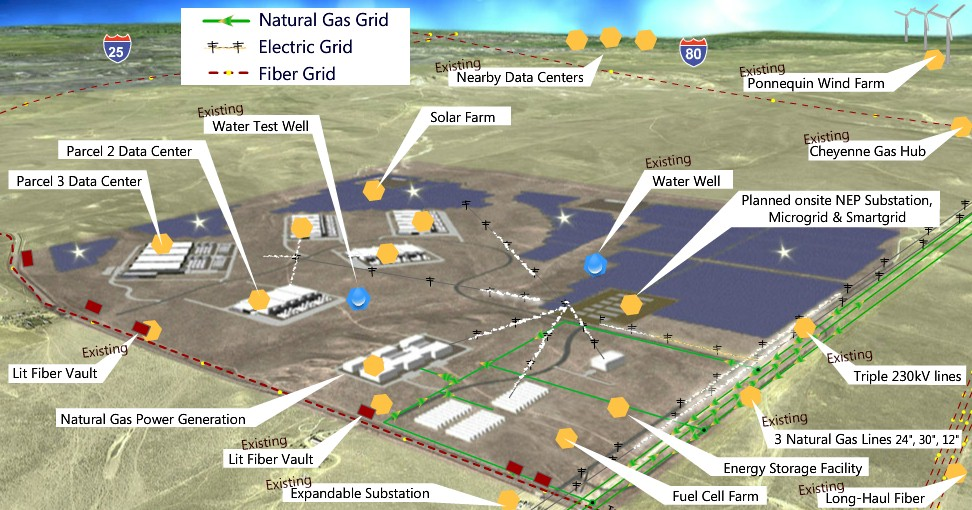 Natural Gas Grid
Electric Grid
Fiber Grid
25
80
Existing
Nearby Data Centers
Existing
Ponnequin Wind Farm
Existing
Water Test Well
Solar Farm
Existing
Cheyenne Gas Hub
Parcel 2 Data Center
Parcel 3 Data Center
Existing
Water Well
Planned onsite NEP Substation,
Microgrid & Smartgrid
Existing
Lit Fiber Vault
Existing
Triple 230kV lines
Natural Gas Power Generation
Existing
3 Natural Gas Lines 24", 30", 12"
Existing
Lit Fiber Vault
Energy Storage Facility
Existing
Expandable Substation
Fuel Cell Farm
Existing
Long-Haul Fiber